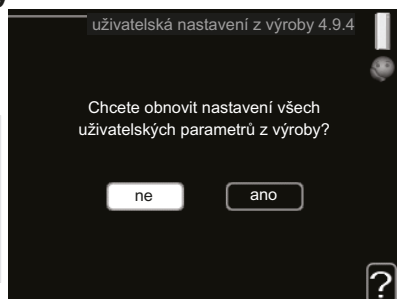 uživatelská nastavení z výroby 4.9.4
Chcete obnovit nastavení všech
uživatelských parametrů z výroby?
ne
ano
?